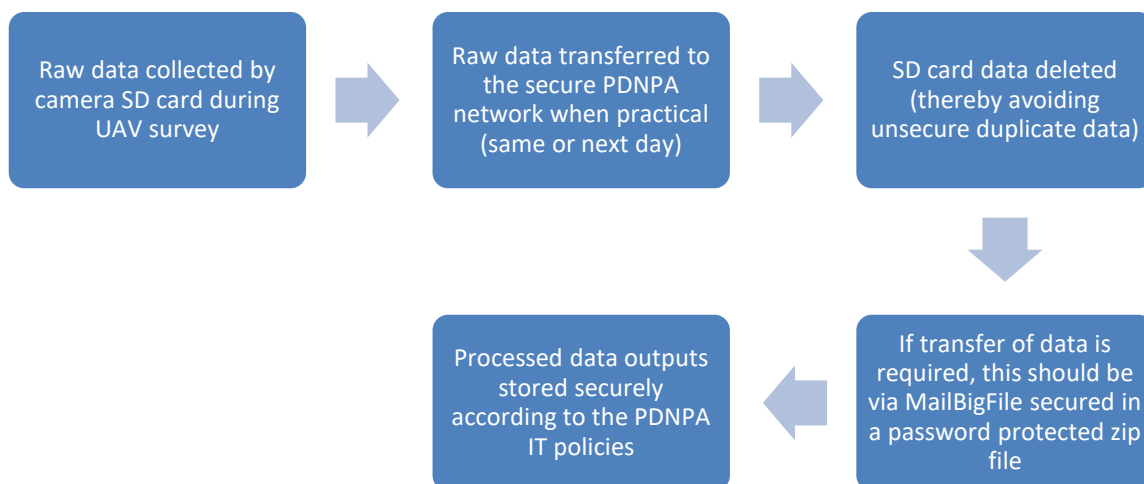 Raw data collected by
camera SD card during
UAV survey
Raw data transferred to
the secure PDNPA
network when practical
(same or next day)
SD card data deleted
(thereby avoiding
unsecure duplicate data)
If transfer of data is
required, this should be
via MailBigFile secured in
a password protected zip
file
Processed data outputs
stored securely
according to the PDNPA
IT policies